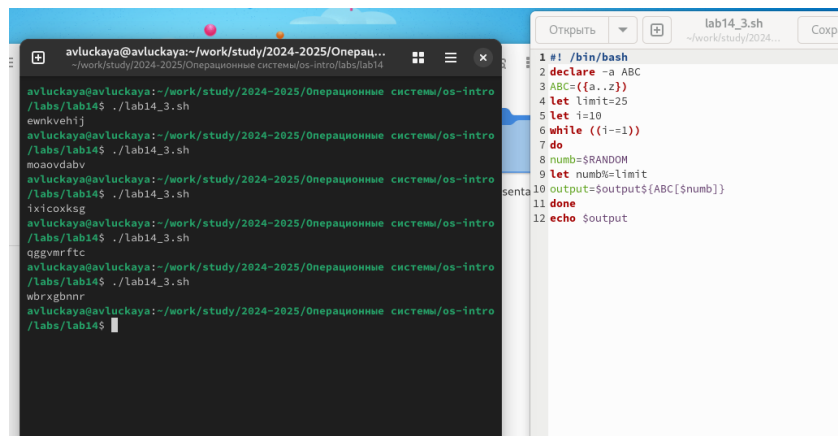 avluckaya@avluckaya:~/work/study/2024-2025/Операц...
~/work/study/2024-2025/Операционные системы/os-intro/labs/lab14
avluckaya@avluckaya:~/work/study/2024-2025/Операционные системы/os-intro
/labs/lab14$ ./lab14_3.sh
ewnkvehij
avluckaya@avluckaya:~/work/study/2024-2025/Операционные системы/os-intro
/labs/lab14$ ./lab14_3.sh
moaovdabv
avluckaya@avluckaya:~/work/study/2024-2025/Операционные системы/os-intro
/labs/lab14$ ./lab14_3.sh
ixicoxksg
avluckaya@avluckaya:~/work/study/2024-2025/Операционные системы/os-intro
/labs/lab14$ ./lab14_3.sh
qggvmrftc
avluckaya@avluckaya:~/work/study/2024-2025/Операционные системы/os-intro
/labs/lab14$ ./lab14_3.sh
wbrxgbnnr
avluckaya@avluckaya:~/work/study/2024-2025/Операционные системы/os-intro
/labs/lab14$
senta
Открыть
lab14_3.sh
~/work/study/2024...
Сохр
1 #! /bin/bash
2 declare -a ABC
3 ABC=({a..z})
4 let limit=25
5 let i=10
6 while ((i-=1))
7 do
8 numb=$RANDOM
9 let numb%=limit
10 output=$output${ABC[$numb]}
11 done
12 echo $output